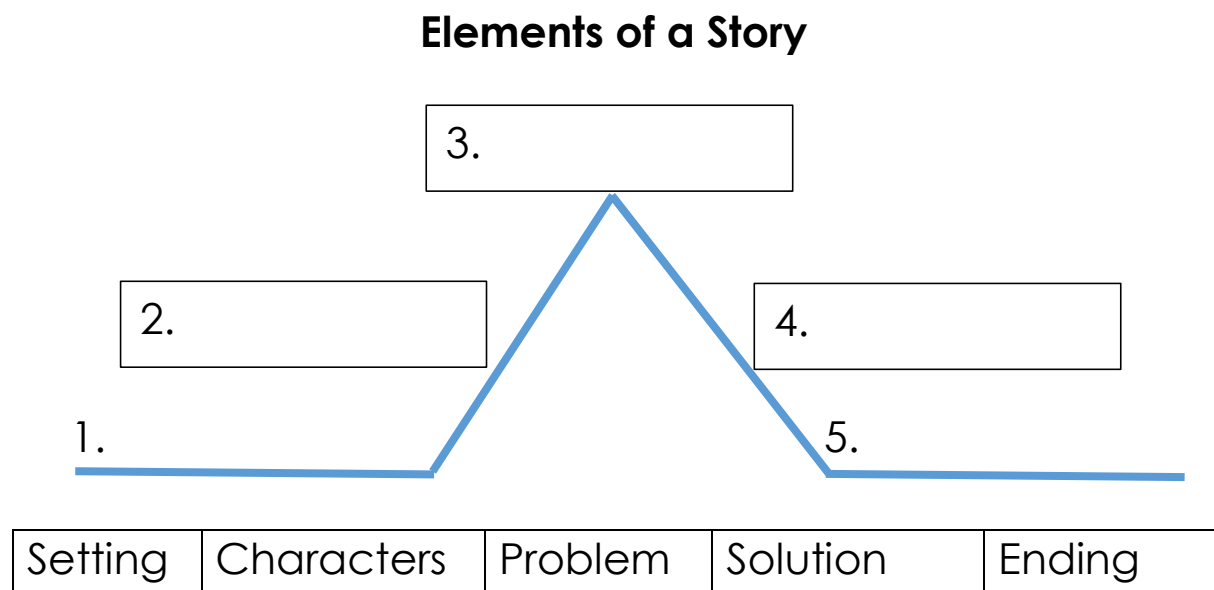 Elements of a Story
3.
2.
4.
1.
5.
Setting Characters Problem Solution Ending